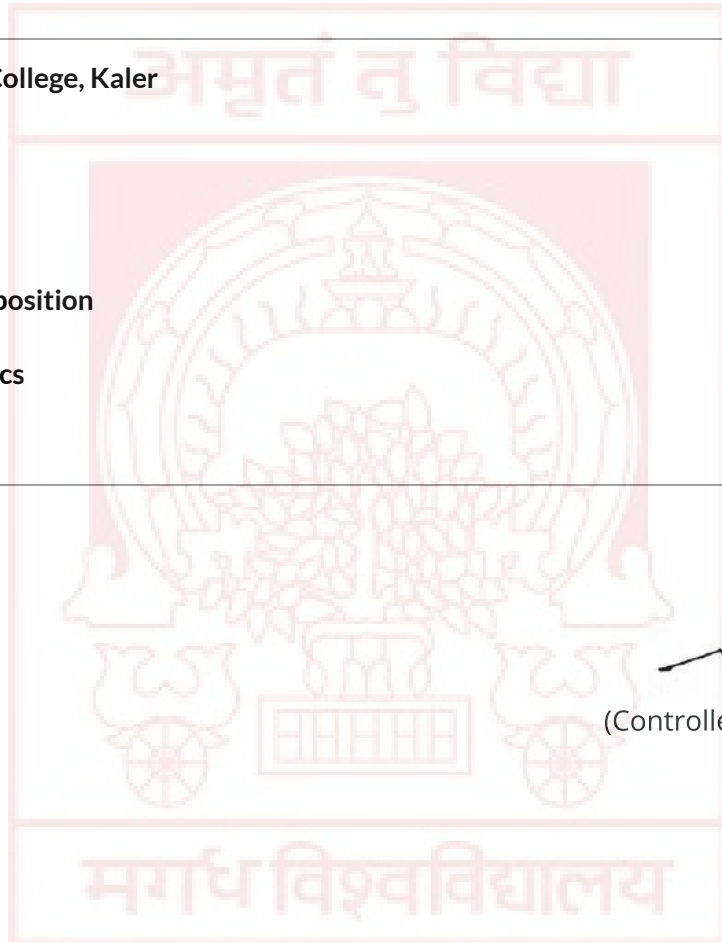 अमृतं तु विद्या
College, Kaler
position
cs
(Controlle
मगध विश्वविद्यालय